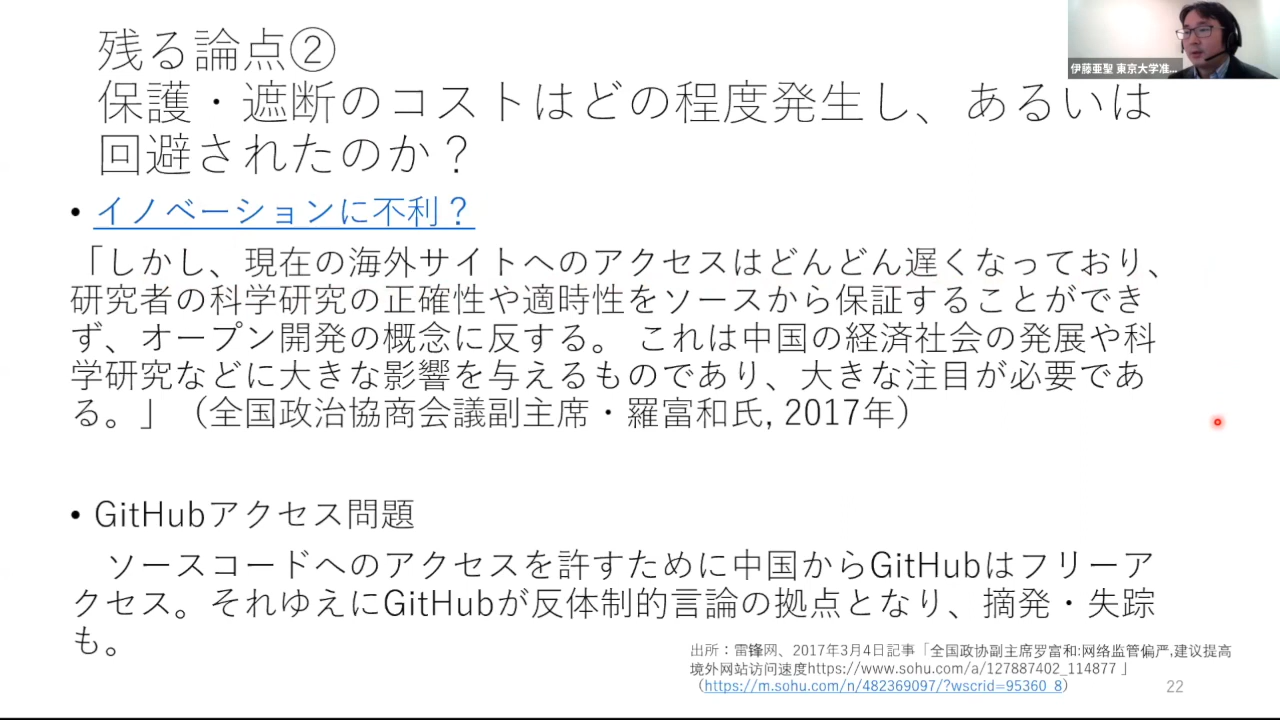 残る論点②
保護・遮断のコストはどの程度発生し、あるいは
回避されたのか？
伊藤亜聖 東京大学准...
• イノベーションに不利？
「しかし、現在の海外サイトへのアクセスはどんどん遅くなっており、
研究者の科学研究の正確性や適時性をソースから保証することができ
ず、オープン開発の概念に反する。 これは中国の経済社会の発展や科
学研究などに大きな影響を与えるものであり、大きな注目が必要であ
る。」（全国政治協商会議副主席・羅富和氏, 2017年）
• GitHubアクセス問題
ソースコードへのアクセスを許すために中国からGitHubはフリーア
クセス。それゆえにGitHubが反体制的言論の拠点となり、摘発・失踪
も。
出所：雷锋网、2017年3月4日記事「全国政协副主席罗富和:网络监管偏严,建议提高
境外网站访问速度https://www.sohu.com/a/127887402_114877 」
（https://m.sohu.com/n/482369097/?wscrid=95360_8）
22